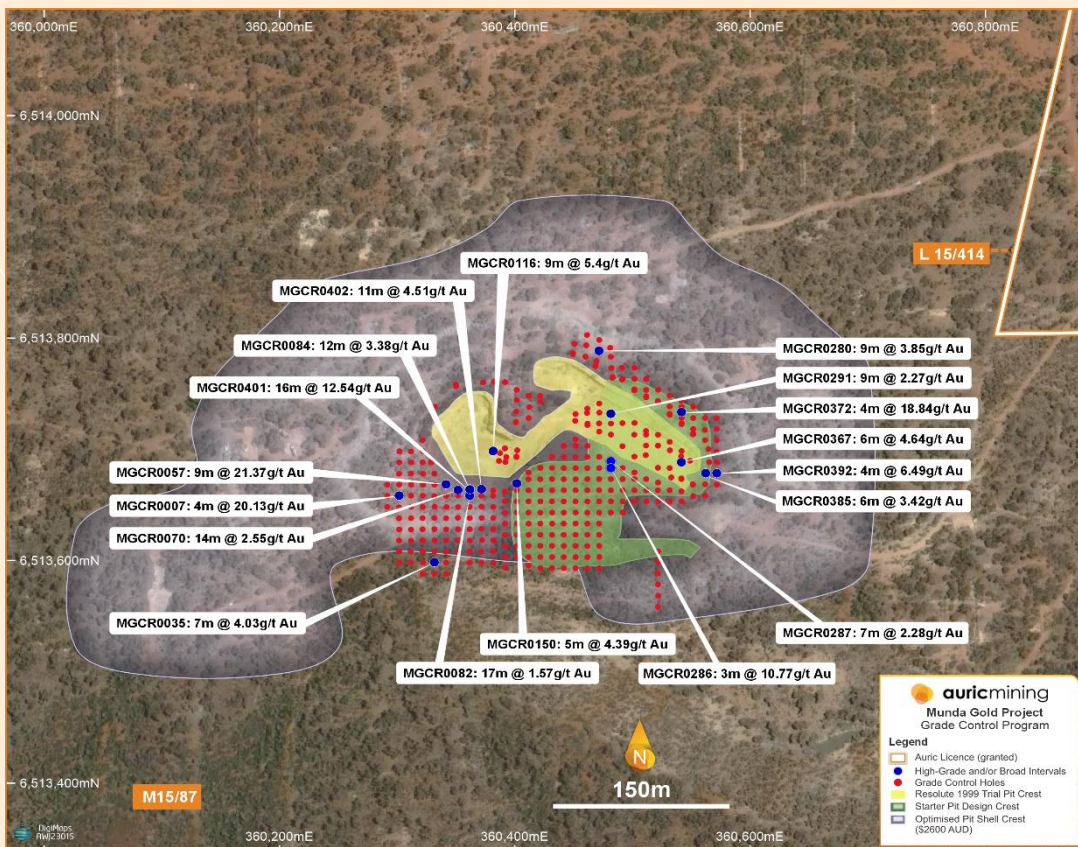 360,000mE
360,200mE
360,400mE
360,600mE
360,800mE
6,514,000mN
L 15/414
MGCR0116: 9m @ 5.4g/t Au
MGCR0402: 11m @ 4.51g/t Au
MGCR0084: 12m @ 3.38g/t Au
MGCR0401: 16m @ 12.54g/t Au
6,513,800mN
MGCR0280: 9m @ 3.85g/t Au
MGCR0291: 9m @ 2.27g/t Au
MGCR0372: 4m @ 18.84g/t Au
MGCR0367: 6m @ 4.64g/t Au
MGCR0392: 4m @ 6.49g/t Au
MGCR0385: 6m @ 3.42g/t Au
MGCR0057: 9m @ 21.37g/t Au
MGCR0007: 4m @ 20.13g/t Au
MGCR0070: 14m @ 2.55g/t Au
6,513,600mN
MGCR0035: 7m @ 4.03g/t Au
MGCR0150: 5m @ 4.39g/t Au
MGCR0287: 7m @ 2.28g/t Au
MGCR0082: 17m @ 1.57g/t Au
MGCR0286: 3m @ 10.77g/t Au
6,513,400mN
M15/87
N
150m
auricmining
Munda Gold Project
Grade Control Program
Legend
Auric Licence (granted)
High-Grade and/or Broad Intervals
Grade Control Holes
Resolute 1999 Trial Pit Crest
Starter Pit Design Crest
Optimised Pit Shell Crest
($2600 AUD)
DigiMaps
AWJ23015
360,200mE
360,400mE
360,600mE